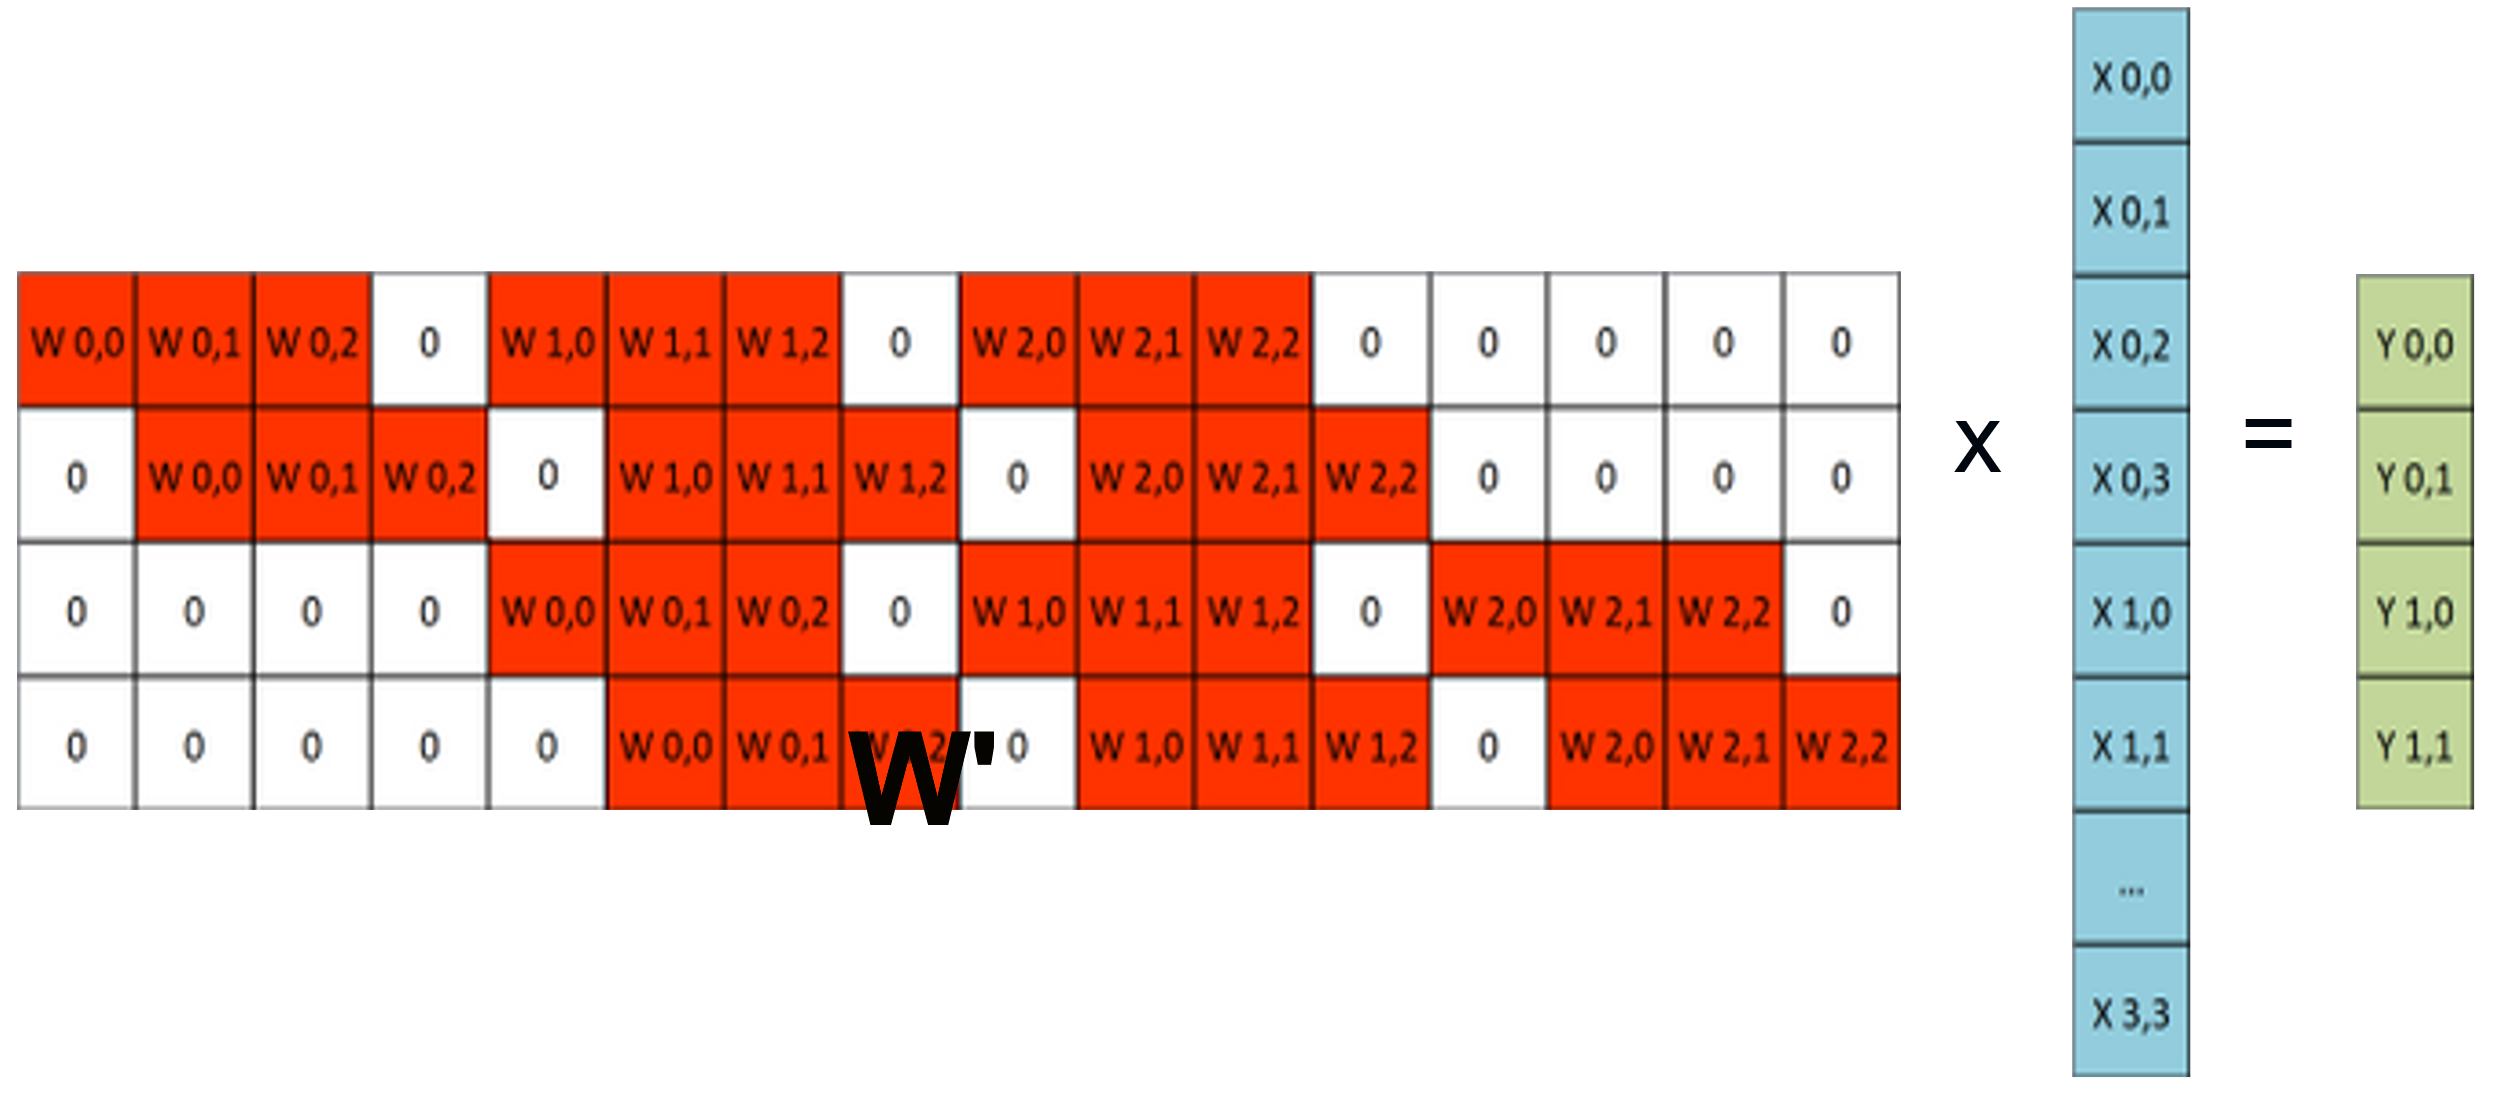 X 0,0
X 0,1
W 0,0 W 0,1 W 0,2 0 W 1,0 W 1,1 W 1,2 0 W 2,0 W 2,1 W 2,2 0 0 0 0 0 X 0,2 Y 0,0
0 W 0,0 W 0,1 W 0,2 0 W 1,0 W 1,1 W 1,2 0 W 2,0 W 2,1 W 2,2 0 0 0 0 x X 0,3 = Y 0,1
0 0 0 0 W 0,0 W 0,1 W 0,2 0 W 1,0 W 1,1 W 1,2 0 W 2,0 W 2,1 W 2,2 0 X 1,0 Y 1,0
0 0 0 0 0 W 0,0 W 0,1 0 W 1,0 W 1,1 W 1,2 0 W 2,0 W 2,1 W 2,2 X 1,1 Y 1,1
W'
...
X 3,3